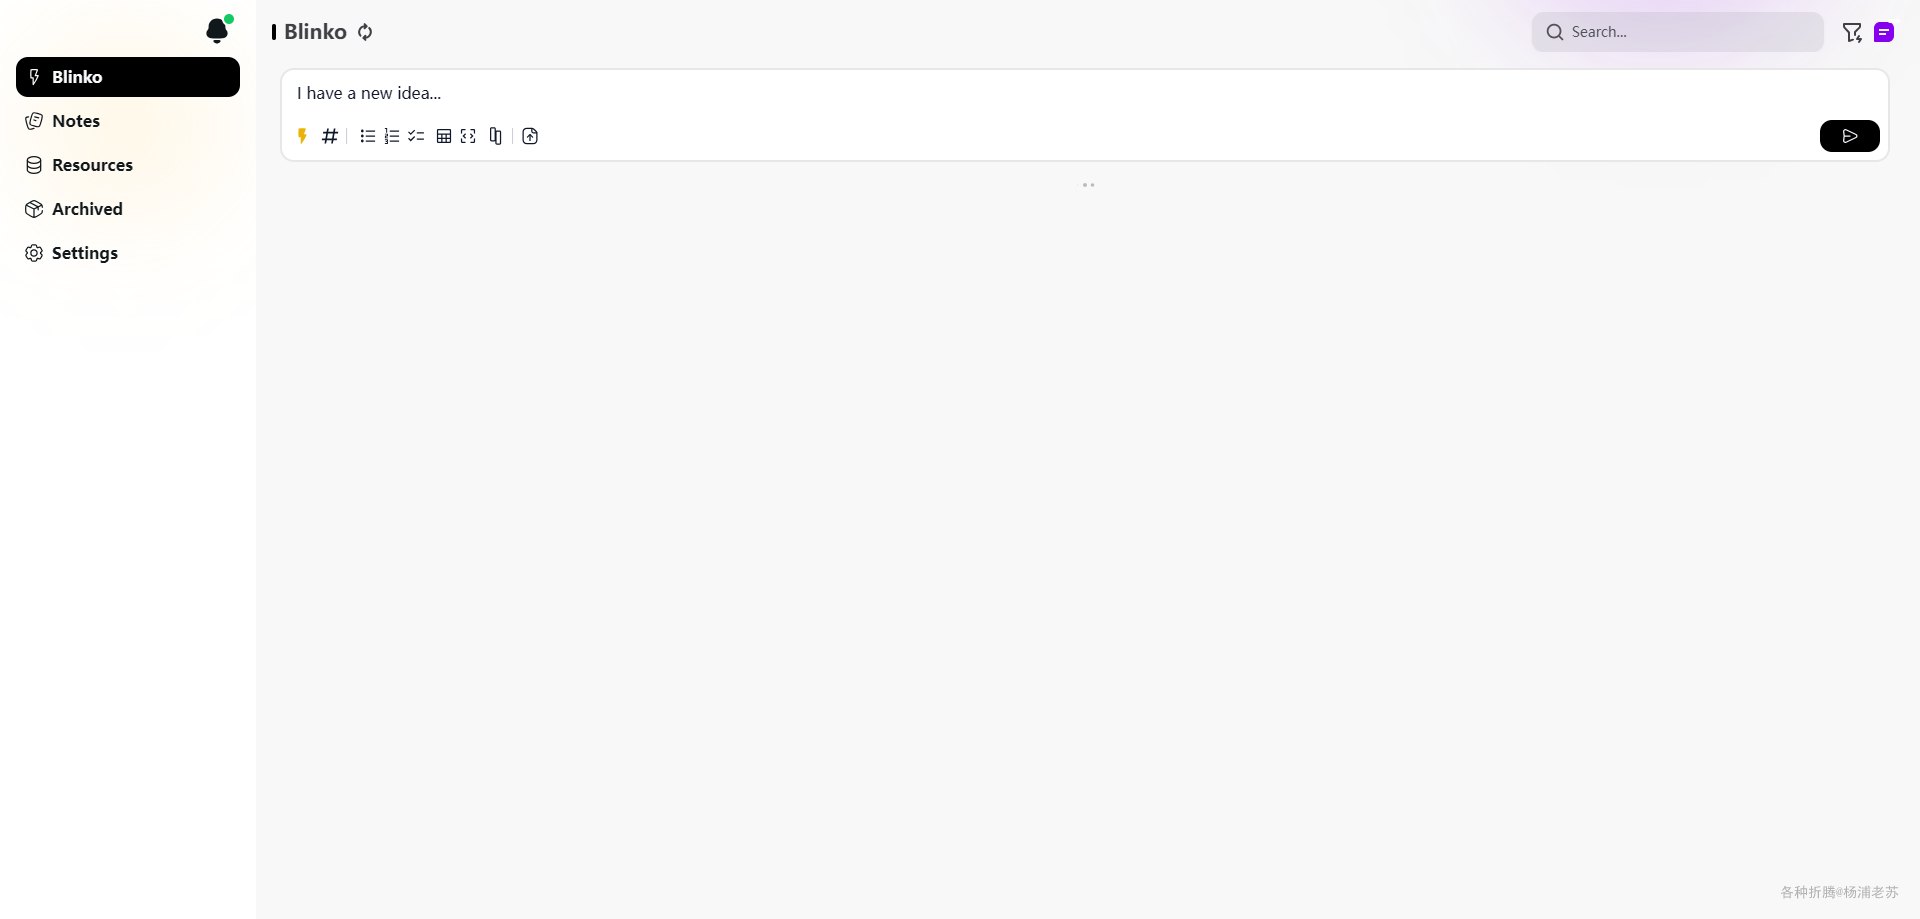 Blinko
Notes
Resources
Archived
Settings
Blinko
Search...
I have a new idea...
各种折腾@杨浦老苏